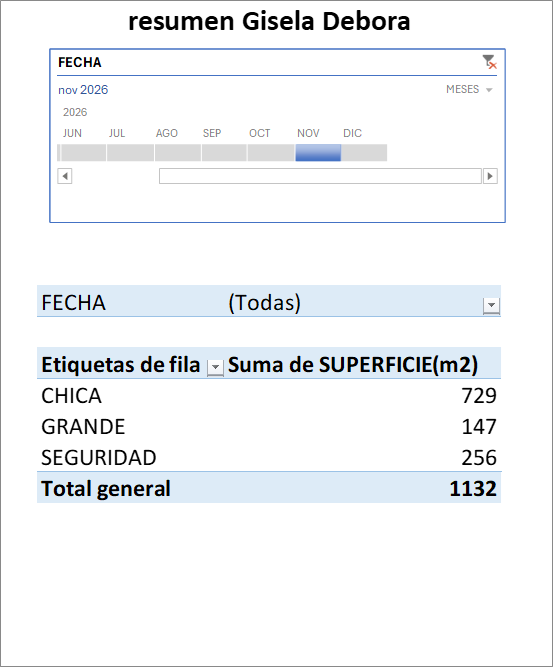 resumen Gisela Debora
FECHA
nov 2026 MESES
2026
JUN JUL AGO SEP OCT NOV DIC
FECHA (Todas)
Etiquetas de fila Suma de SUPERFICIE(m2)
CHICA 729
GRANDE 147
SEGURIDAD 256
Total general 1132